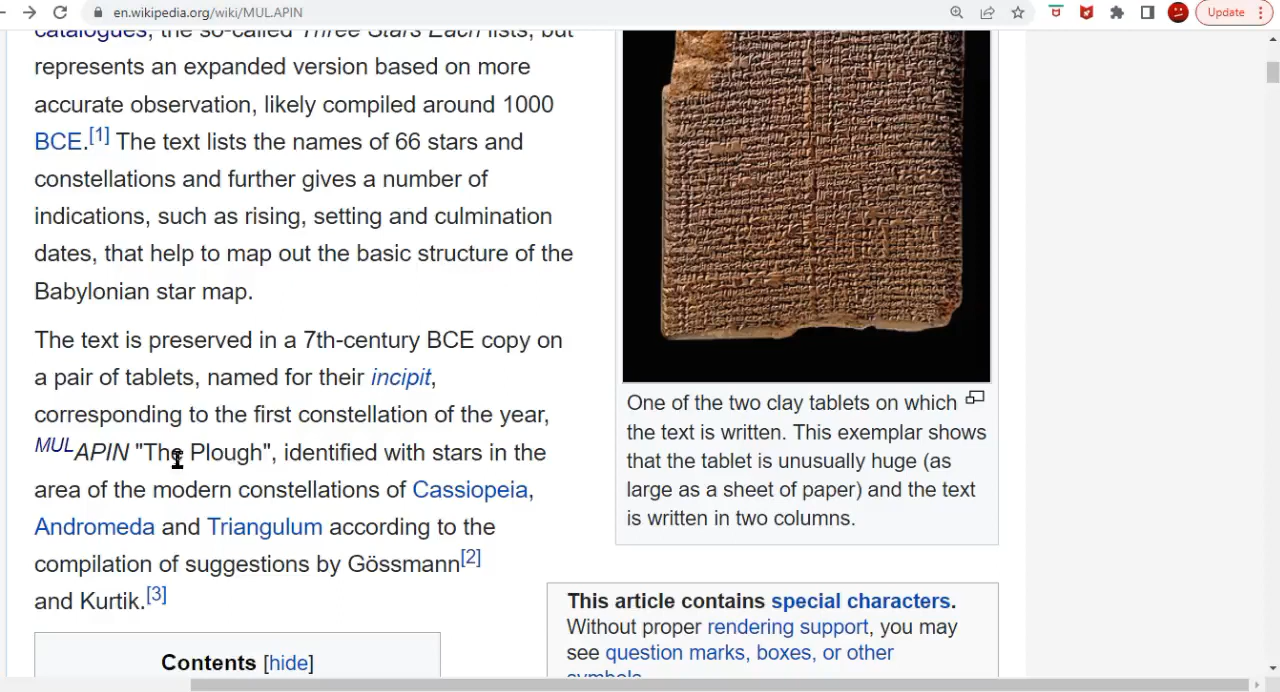 en.wikipedia.org/wiki/MUL.APIN
Update
catalogues, the so-called Three Stars Each lists, but
represents an expanded version based on more
accurate observation, likely compiled around 1000
BCE.[1] The text lists the names of 66 stars and
constellations and further gives a number of
indications, such as rising, setting and culmination
dates, that help to map out the basic structure of the
Babylonian star map.
The text is preserved in a 7th-century BCE copy on
a pair of tablets, named for their incipit,
corresponding to the first constellation of the year,
MULAPIN "The Plough", identified with stars in the
area of the modern constellations of Cassiopeia,
Andromeda and Triangulum according to the
compilation of suggestions by Gössmann[2]
and Kurtik.[3]
Contents [hide]
One of the two clay tablets on which
the text is written. This exemplar shows
that the tablet is unusually huge (as
large as a sheet of paper) and the text
is written in two columns.
This article contains special characters.
Without proper rendering support, you may
see question marks, boxes, or other
symbols.